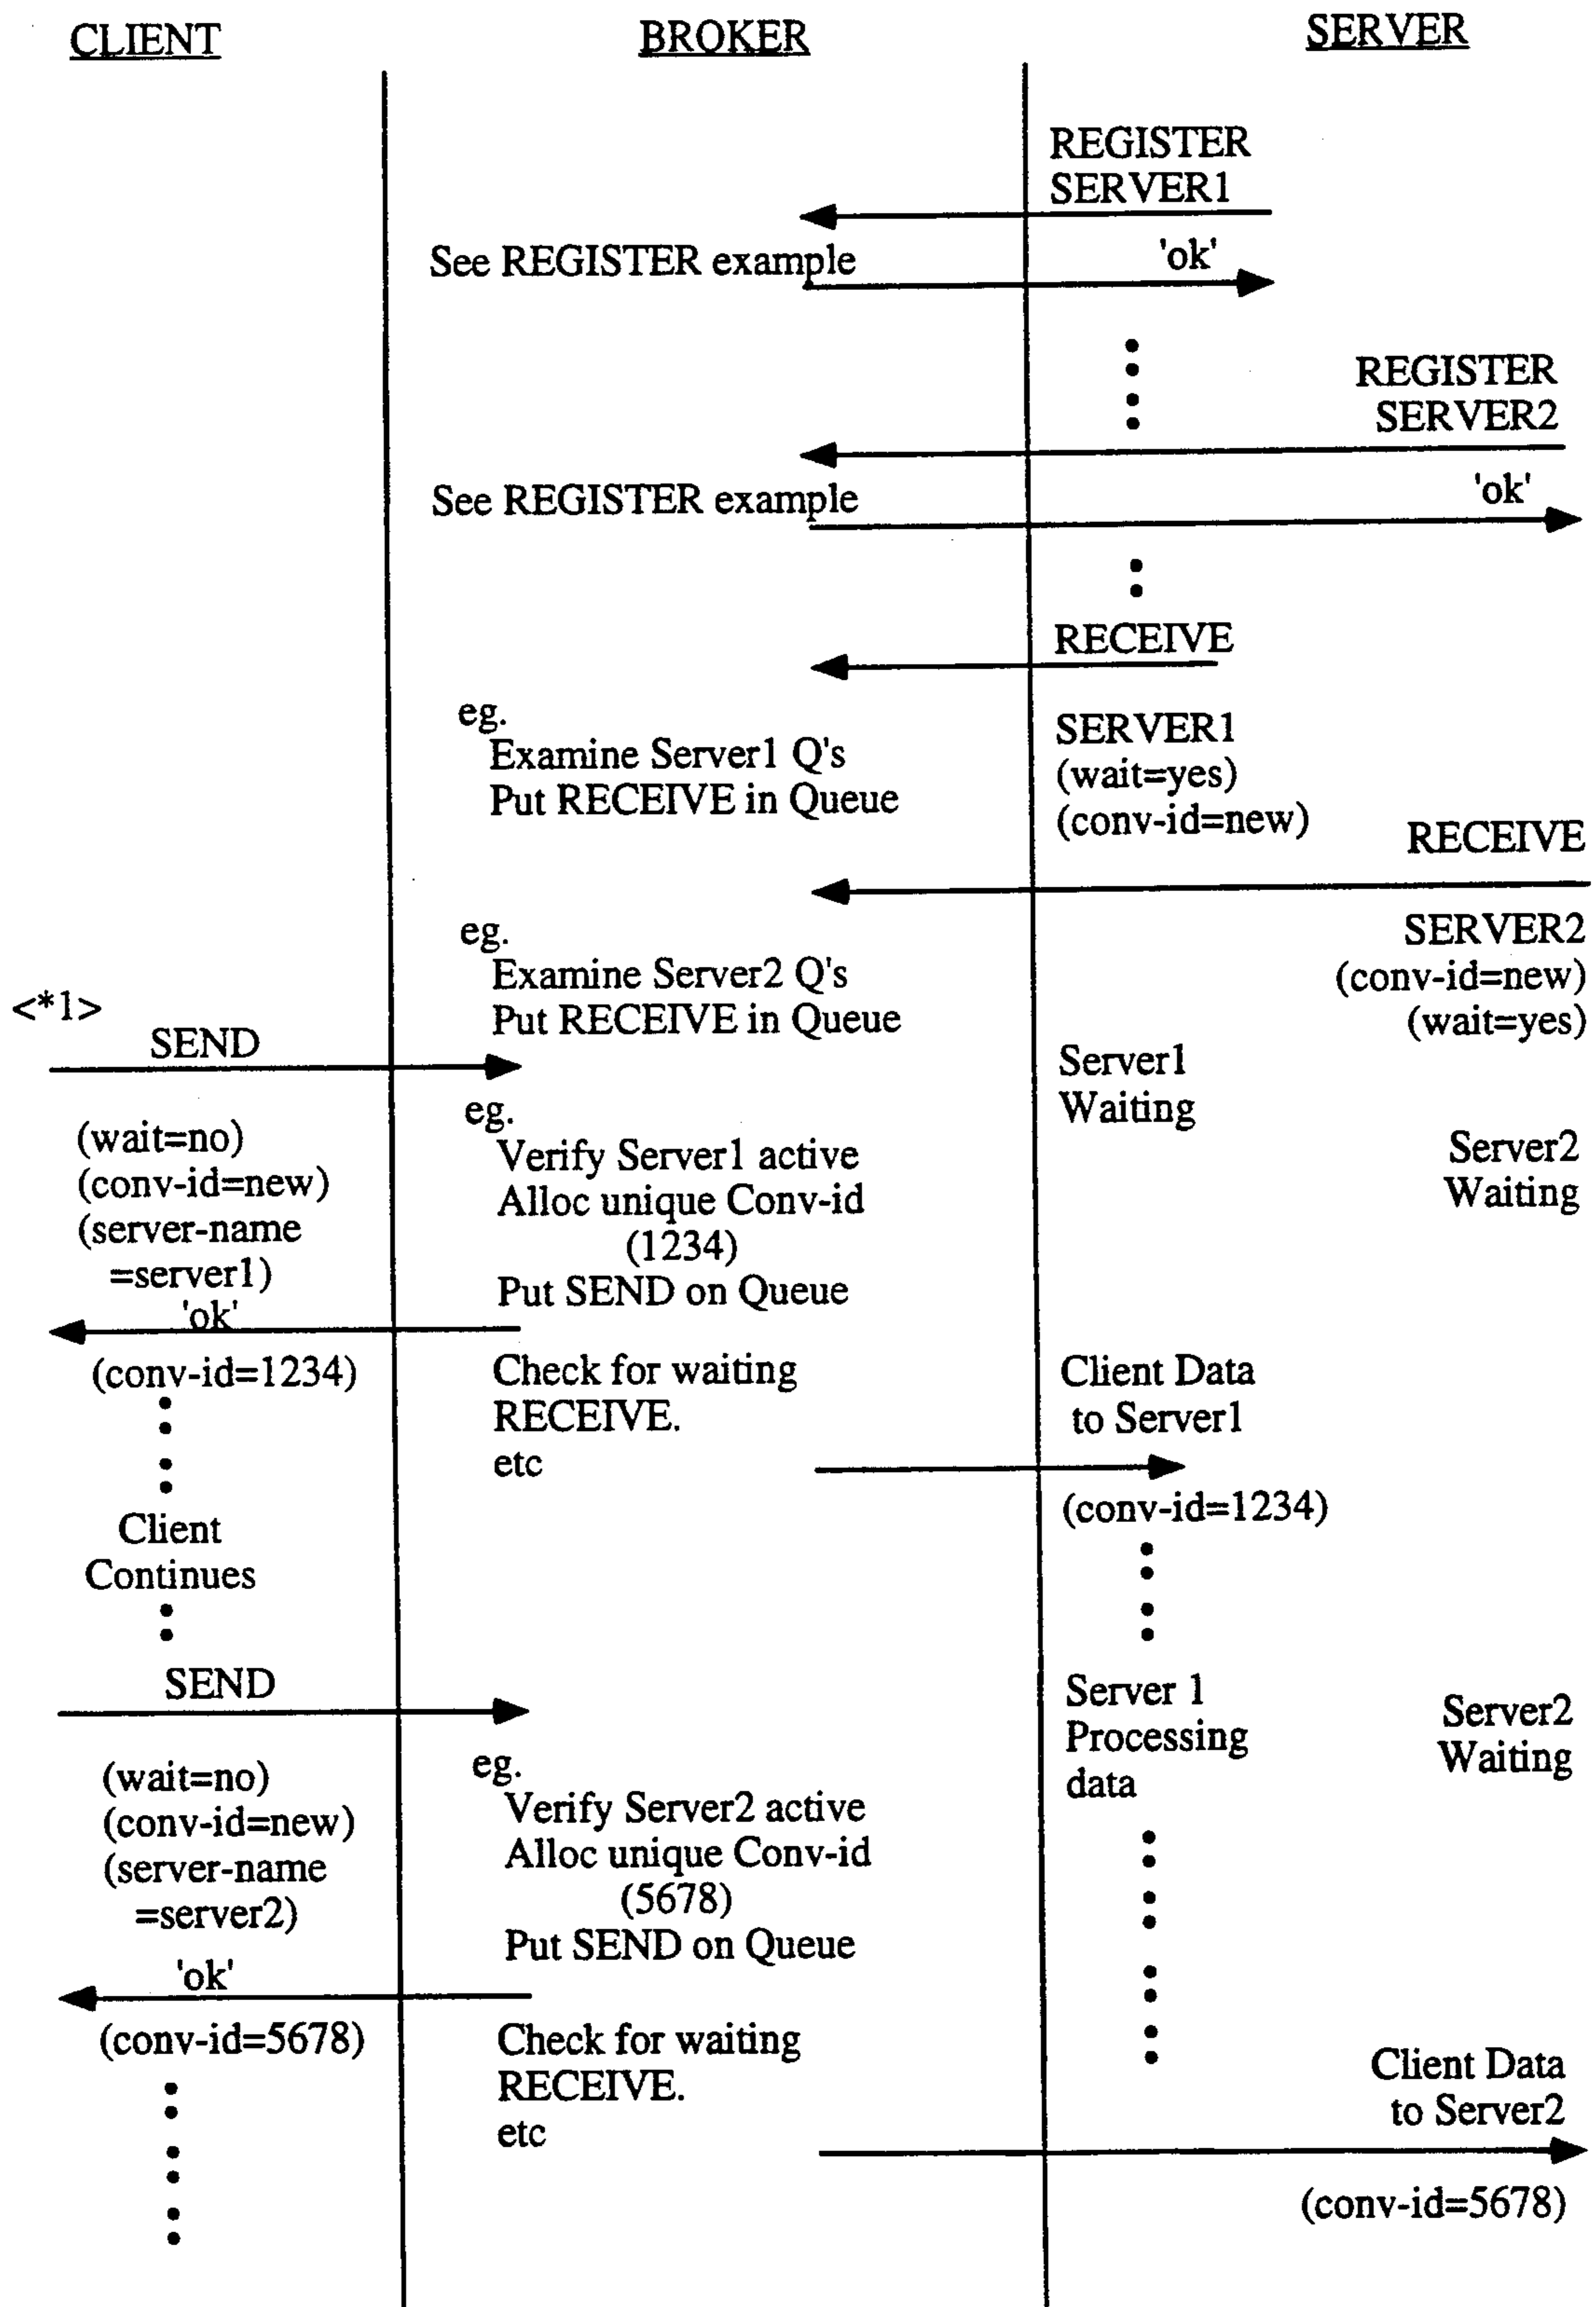 CLIENT
BROKER
SERVER
REGISTER
SERVER1
See REGISTER example
'ok'
REGISTER
SERVER2
See REGISTER example
'ok'
RECEIVE
eg.
Examine Server1 Q's
Put RECEIVE in Queue
SERVER1
(wait=yes)
(conv-id=new)
RECEIVE
eg.
Examine Server2 Q's
Put RECEIVE in Queue
SERVER2
(conv-id=new)
(wait=yes)
<*1>
SEND
Server1
Waiting
Server2
Waiting
(wait=no)
(conv-id=new)
(server-name
=server1)
eg.
Verify Server1 active
Alloc unique Conv-id
(1234)
Put SEND on Queue
'ok'
(conv-id=1234)
Check for waiting
RECEIVE.
etc
Client Data
to Server1
(conv-id=1234)
Client
Continues
SEND
Server 1
Processing
data
Server2
Waiting
(wait=no)
(conv-id=new)
(server-name
=server2)
eg.
Verify Server2 active
Alloc unique Conv-id
(5678)
Put SEND on Queue
'ok'
(conv-id=5678)
Check for waiting
RECEIVE.
etc
Client Data
to Server2
(conv-id=5678)